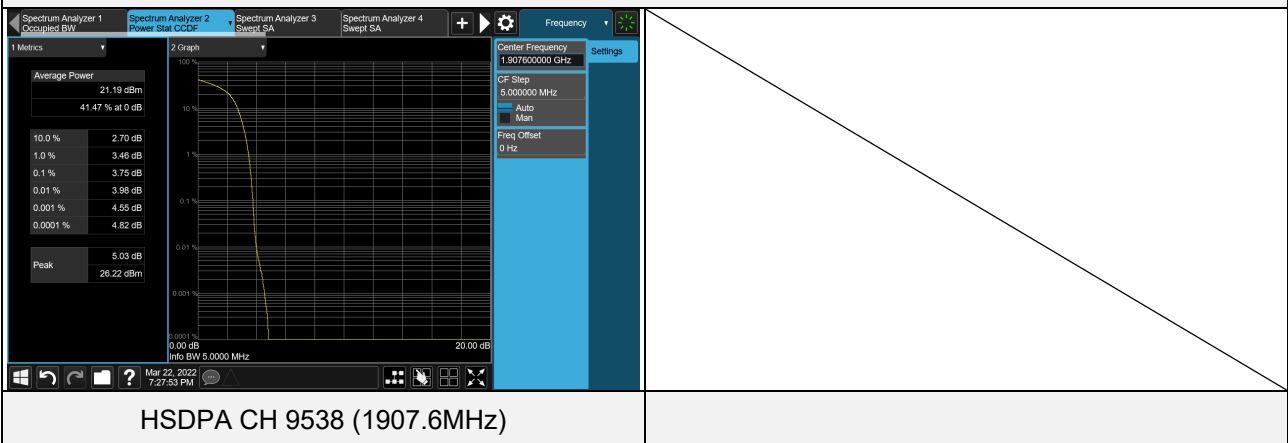 Spectrum Analyzer 1
Occupied BW
Spectrum Analyzer 2
Power Stat CCDF
Spectrum Analyzer 3
Swept SA
Spectrum Analyzer 4
Swept SA
Frequency
1 Metrics
2 Graph
Average Power
21.19 dBm
41.47 % at 0 dB
10.0 % 2.70 dB
1.0 % 3.46 dB
0.1 % 3.75 dB
0.01 % 3.98 dB
0.001 % 4.55 dB
0.0001 % 4.82 dB
Peak 5.03 dB
26.22 dBm
100 %
10 %
1 %
0.1 %
0.01 %
0.001 %
0.0001 %
0.00 dB 20.00 dB
Info BW 5.0000 MHz
Center Frequency
1.907600000 GHz
CF Step
5.000000 MHz
Auto
Man
Freq Offset
0 Hz
Settings
?
Mar 22, 2022
7:27:53 PM
HSDPA CH 9538 (1907.6MHz)